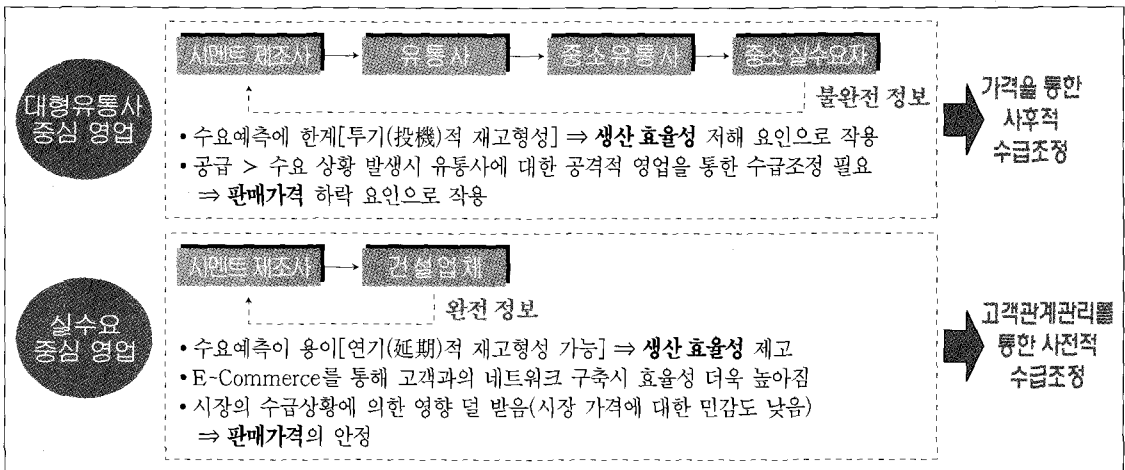 시멘트 제조사 유통사 중소유통사 중소 실수요자
대형유통사
중심 영업
불완전 정보
• 수요예측에 한계[투기(投機)적 재고형성] ⇒ 생산 효율성 저해 요인으로 작용
• 공급 > 수요 상황 발생시 유통사에 대한 공격적 영업을 통한 수급조정 필요
⇒ 판매가격 하락 요인으로 작용
가격을 통한
사후적
수급조정
시멘트 제조사 건설업체
실수요
중심 영업
완전 정보
• 수요예측이 용이[연기(延期)적 재고형성 가능] ⇒ 생산 효율성 제고
• E-Commerce를 통해 고객과의 네트워크 구축시 효율성 더욱 높아짐
• 시장의 수급상황에 의한 영향 덜 받음(시장 가격에 대한 민감도 낮음)
⇒ 판매가격의 안정
고객관계관리를
통한 사전적
수급조정